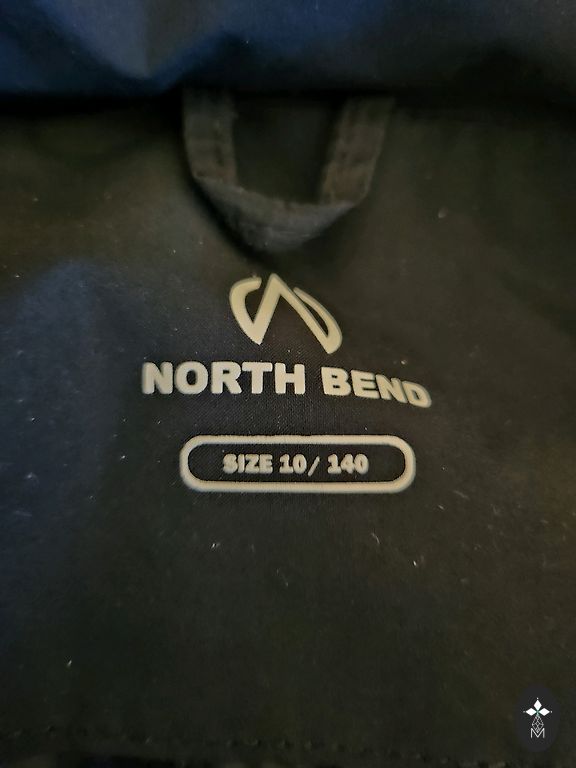 NORTH BEND
SIZE 10/ 140
M